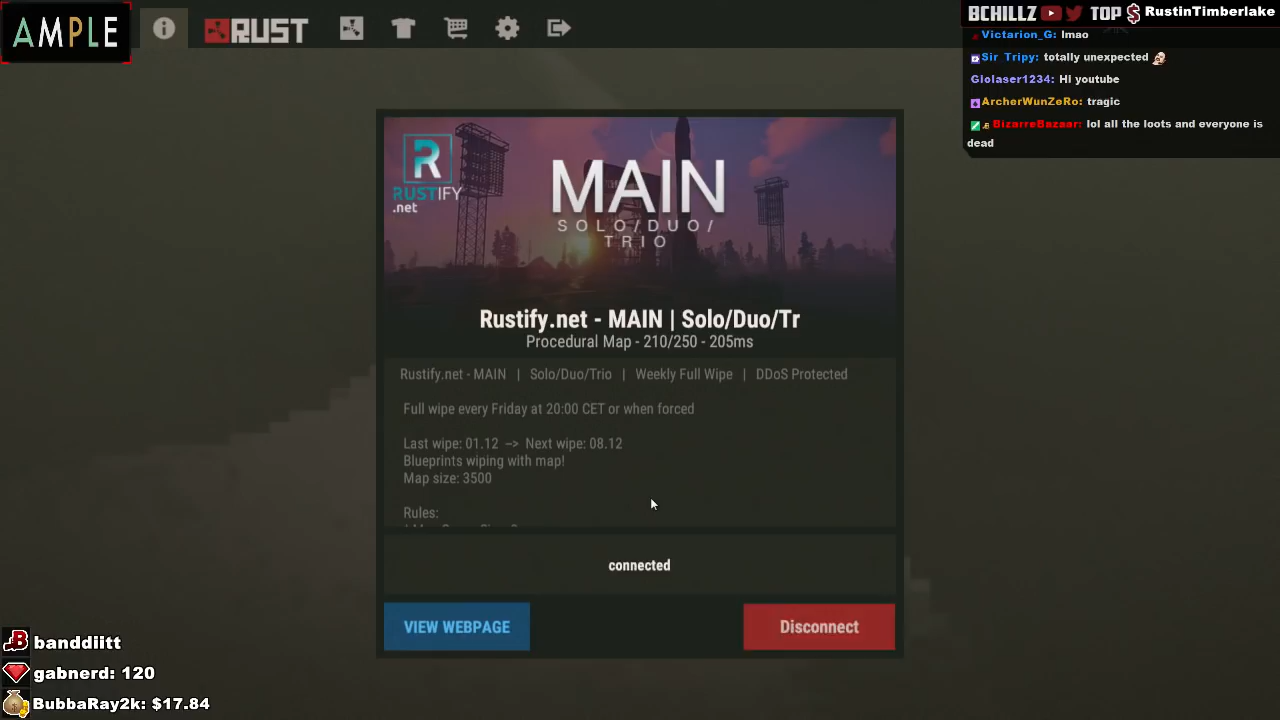 AMPLE
RUST
BCHILLZ TOP $ RustinTimberlake
Victarion_G: lmao
Sir Tripy: totally unexpected
Glolaser1234: Hi youtube
ArcherWunZeRo: tragic
BizarreBazaar: lol all the loots and everyone is
dead
R
RUSTIFY
.net
MAIN
SOLO/DUO/
TRIO
Rustify.net - MAIN | Solo/Duo/Tr
Procedural Map - 210/250 - 205ms
Rustify.net - MAIN | Solo/Duo/Trio | Weekly Full Wipe | DDoS Protected
Full wipe every Friday at 20:00 CET or when forced
Last wipe: 01.12 --> Next wipe: 08.12
Blueprints wiping with map!
Map size: 3500
Rules:
connected
VIEW WEBPAGE
Disconnect
banddiitt
gabnerd: 120
BubbaRay2k: $17.84